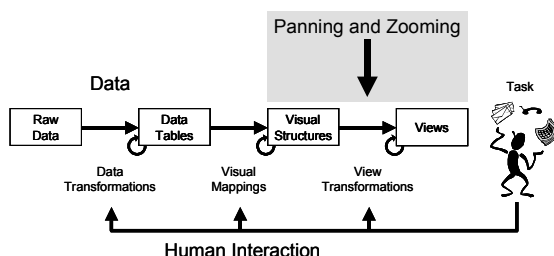 Panning and Zooming
Data
Task
Raw
Data
Data
Tables
Visual
Structures
Views
Data
Transformations
Visual
Mappings
View
Transformations
Human Interaction